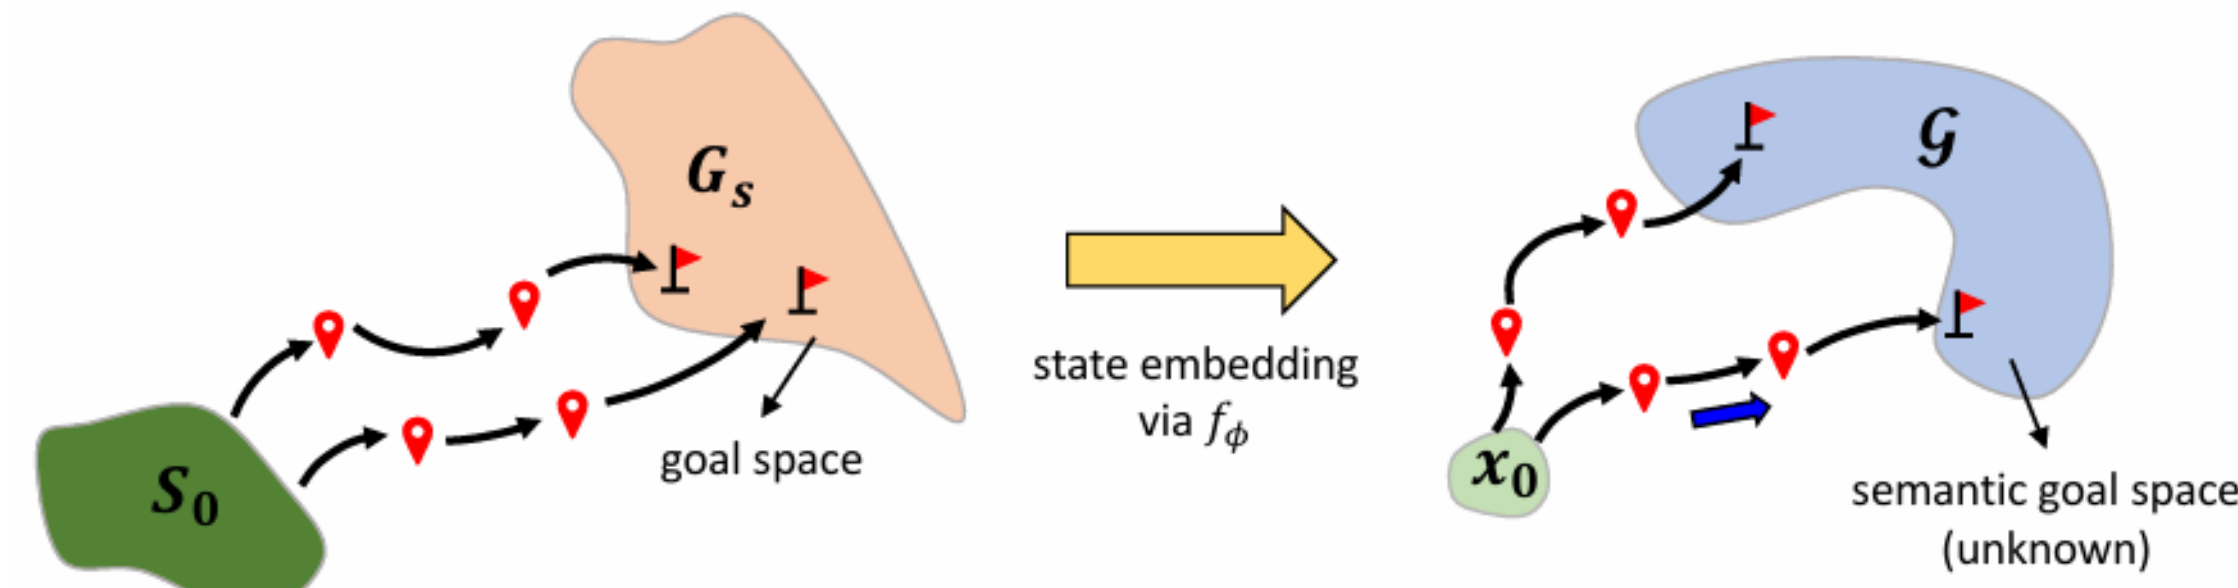 G_s
S_0
goal space
state embedding
via f_ϕ
𝒢
x_0
semantic goal space
(unknown)